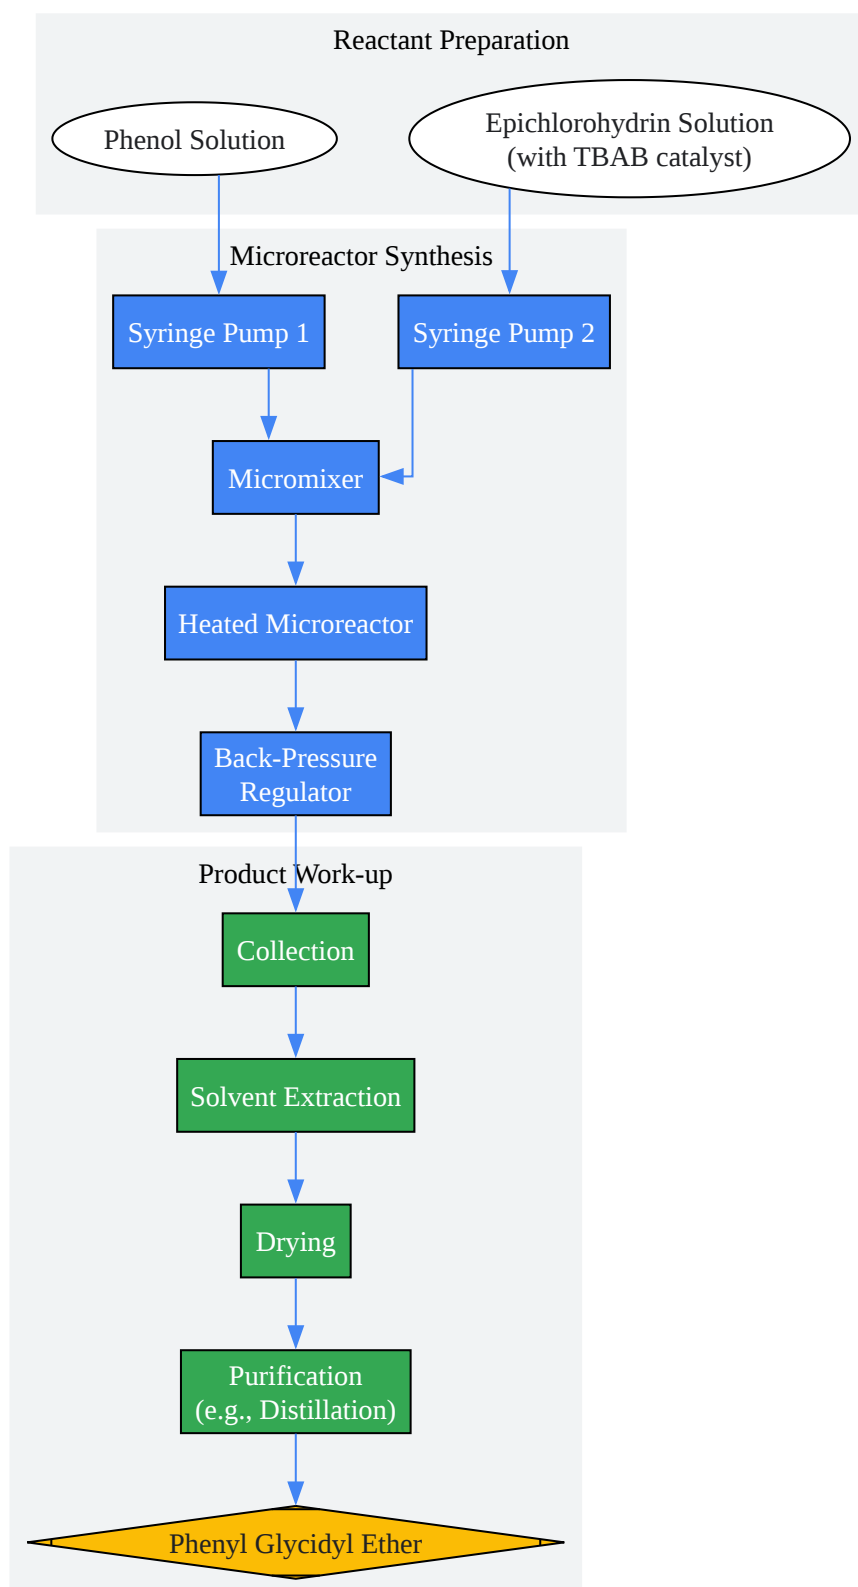 Reactant Preparation
Phenol Solution
Epichlorohydrin Solution
(with TBAB catalyst)
Microreactor Synthesis
Syringe Pump 1
Syringe Pump 2
Micromixer
Heated Microreactor
Back-Pressure
Regulator
Product Work-up
Collection
Solvent Extraction
Drying
Purification
(e.g., Distillation)
Phenyl Glycidyl Ether